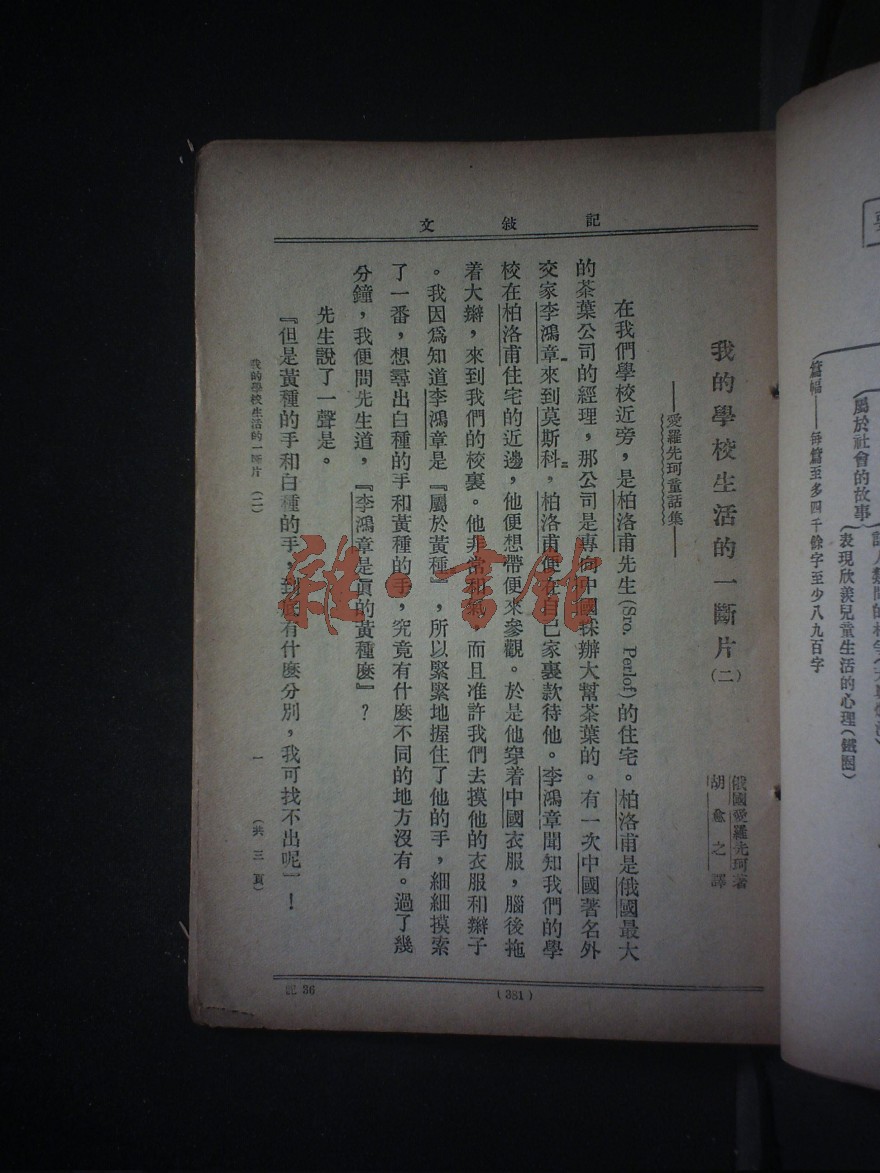 記敍文
我的學校生活的一斷片(二)
——愛羅先珂童話集——
俄國愛羅先珂著
胡愈之譯
在我們學校近旁，是柏洛甫先生(Sro. Perlof)的住宅。柏洛甫是俄國最大
的茶葉公司的經理，那公司是專向中國採辦大幫茶葉的。有一次中國著名外
交家李鴻章來到莫斯科，柏洛甫便在自己家裏款待他。李鴻章聞知我們的學
校在柏洛甫住宅的近邊，他便想帶便來參觀。於是他穿着中國衣服，腦後拖
着大辮，來到我們的校裏。他非常和氣，而且准許我們去摸他的衣服和辮子
。我因爲知道李鴻章是『屬於黃種』，所以緊緊地握住了他的手，細細摸索
了一番，想尋出白種的手和黃種的手，究竟有什麼不同的地方沒有。過了幾
分鐘，我便問先生道，『李鴻章是真的黃種麼』？
先生說了一聲是。
『但是黃種的手和白種的手，到底有什麼分別，我可找不出呢』！
我的學校生活的一斷片(二)
一
(共三頁)
記 36
(381)
屬於社會的故事
表現欣羨兒童生活的心理(鐵圈)
篇幅——每篇至多四千餘字至少八九百字
雜·書館